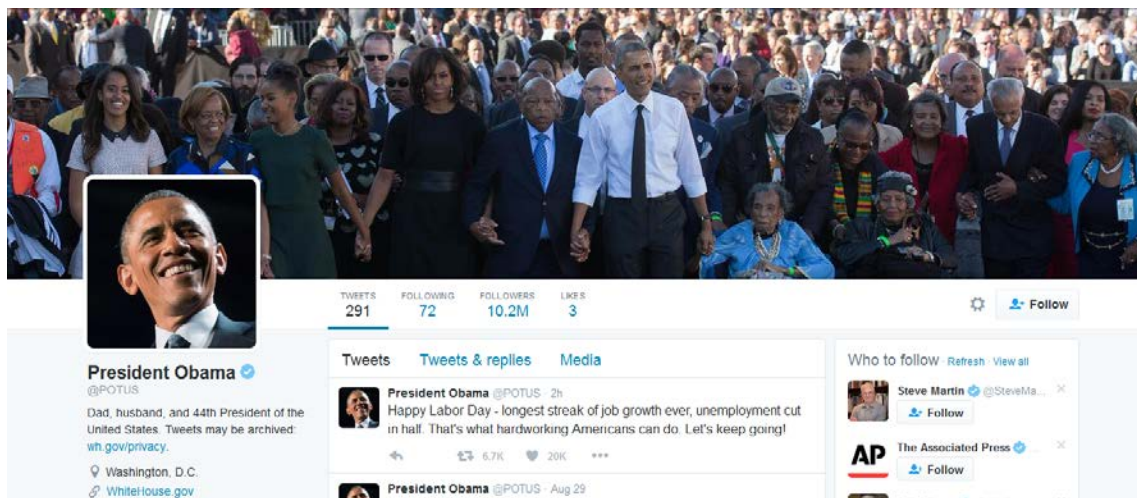 TWEETS
291
FOLLOWING
72
FOLLOWERS
10.2M
LIKES
3
Follow
President Obama
@POTUS
Dad, husband, and 44th President of the
United States. Tweets may be archived:
wh.gov/privacy.
Washington, D.C.
WhiteHouse.gov
Tweets Tweets & replies Media
President Obama @POTUS · 2h
Happy Labor Day - longest streak of job growth ever, unemployment cut
in half. That's what hardworking Americans can do. Let's keep going!
6.7K 20K
President Obama @POTUS · Aug 29
Who to follow · Refresh · View all
Steve Martin @SteveMa...
Follow
AP
The Associated Press
Follow